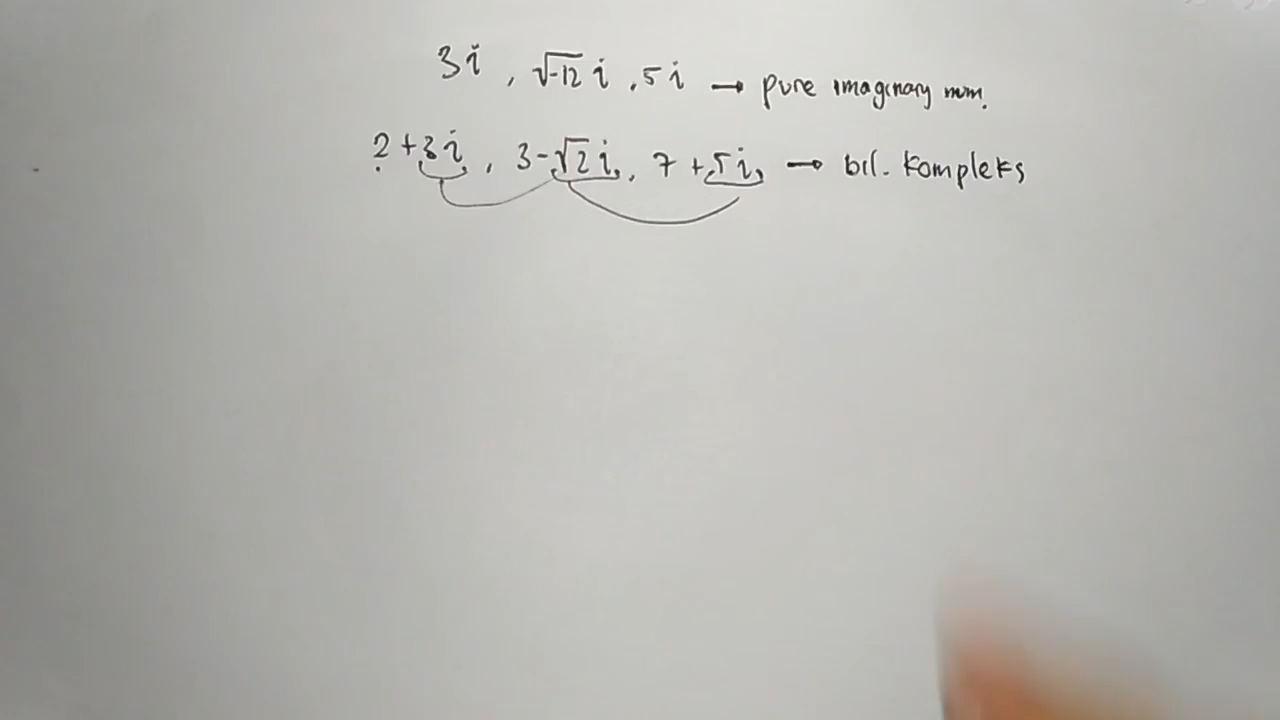 3i , √-12 i , 5i → pure imaginary num.
2 + 3i , 3 - √2 i , 7 + 5i → bil. kompleks